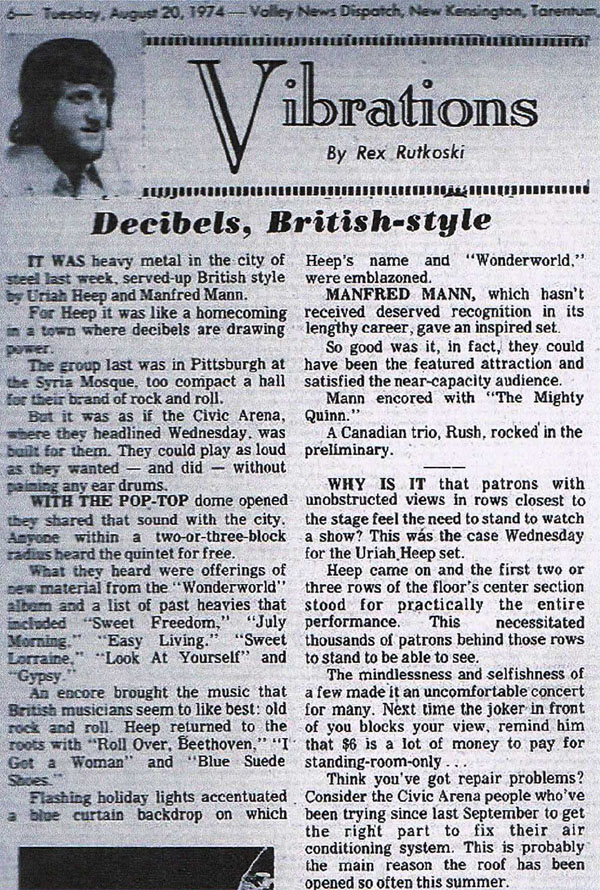 6— Tuesday, August 20, 1974 — Valley News Dispatch, New Kensington, Tarentum,
Vibrations
By Rex Rutkoski
Decibels, British-style
IT WAS heavy metal in the city of
steel last week, served-up British style
by Uriah Heep and Manfred Mann.
For Heep it was like a homecoming
in a town where decibels are drawing
power.
The group last was in Pittsburgh at
the Syria Mosque, too compact a hall
for their brand of rock and roll.
But it was as if the Civic Arena,
where they headlined Wednesday, was
built for them. They could play as loud
as they wanted — and did — without
paining any ear drums.
WITH THE POP-TOP dome opened
they shared that sound with the city.
Anyone within a two-or-three-block
radius heard the quintet for free.
What they heard were offerings of
new material from the "Wonderworld"
album and a list of past heavies that
included "Sweet Freedom," "July
Morning," "Easy Living," "Sweet
Lorraine," "Look At Yourself" and
"Gypsy."
An encore brought the music that
British musicians seem to like best: old
rock and roll. Heep returned to the
roots with "Roll Over, Beethoven," "I
Got a Woman" and "Blue Suede
Shoes."
Flashing holiday lights accentuated
a blue curtain backdrop on which
Heep's name and "Wonderworld,"
were emblazoned.
MANFRED MANN, which hasn't
received deserved recognition in its
lengthy career, gave an inspired set.
So good was it, in fact, they could
have been the featured attraction and
satisfied the near-capacity audience.
Mann encored with "The Mighty
Quinn."
A Canadian trio, Rush, rocked in the
preliminary.
WHY IS IT that patrons with
unobstructed views in rows closest to
the stage feel the need to stand to watch
a show? This was the case Wednesday
for the Uriah Heep set.
Heep came on and the first two or
three rows of the floor's center section
stood for practically the entire
performance. This necessitated
thousands of patrons behind those rows
to stand to be able to see.
The mindlessness and selfishness of
a few made it an uncomfortable concert
for many. Next time the joker in front
of you blocks your view, remind him
that $6 is a lot of money to pay for
standing-room-only . . .
Think you've got repair problems?
Consider the Civic Arena people who've
been trying since last September to get
the right part to fix their air
conditioning system. This is probably
the main reason the roof has been
opened so often this summer.